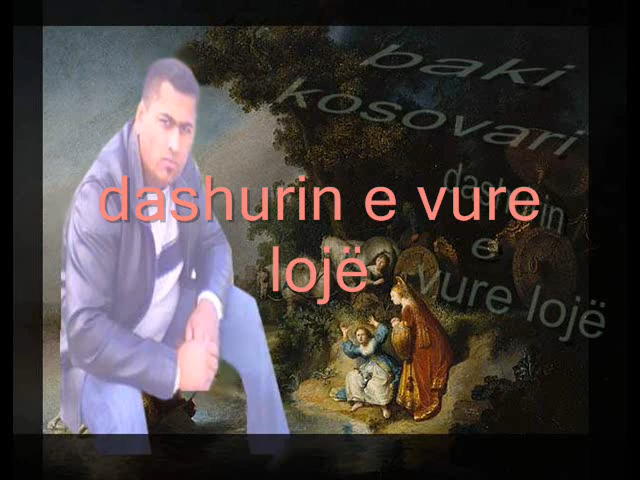 baki
kosovari
dashurin e vure
lojë
dashurin
e
vure lojë